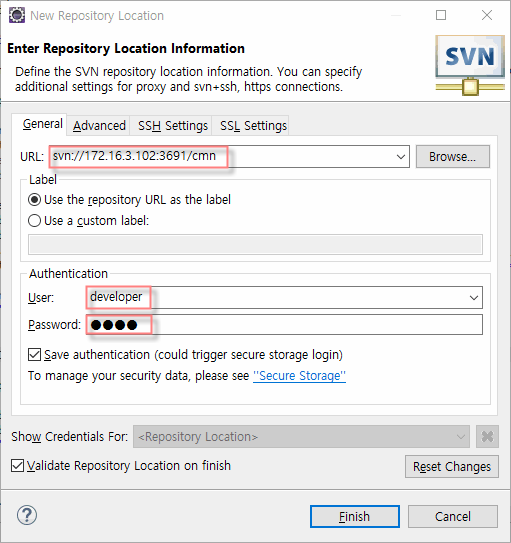 New Repository Location
Enter Repository Location Information
Define the SVN repository location information. You can specify
additional settings for proxy and svn+ssh, https connections.
SVN
General Advanced SSH Settings SSL Settings
URL: svn://172.16.3.102:3691/cmn Browse...
Label
Use the repository URL as the label
Use a custom label:
Authentication
User: developer
Password: ●●●●
Save authentication (could trigger secure storage login)
To manage your security data, please see "Secure Storage"
Show Credentials For: <Repository Location>
Validate Repository Location on finish Reset Changes
? Finish Cancel